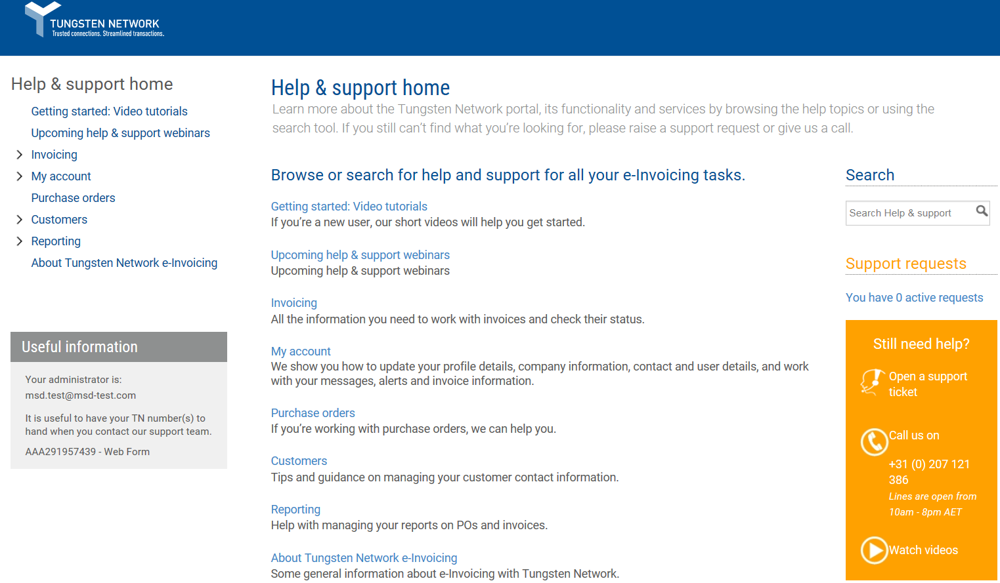 TUNGSTEN NETWORK
Trusted connections. Streamlined transactions.
Help & support home
Getting started: Video tutorials
Upcoming help & support webinars
Invoicing
My account
Purchase orders
Customers
Reporting
About Tungsten Network e-Invoicing
Useful information
Your administrator is:
msd.test@msd-test.com
It is useful to have your TN number(s) to
hand when you contact our support team.
AAA291957439 - Web Form
Help & support home
Learn more about the Tungsten Network portal, its functionality and services by browsing the help topics or using the
search tool. If you still can’t find what you’re looking for, please raise a support request or give us a call.
Browse or search for help and support for all your e-Invoicing tasks.
Getting started: Video tutorials
If you’re a new user, our short videos will help you get started.
Upcoming help & support webinars
Upcoming help & support webinars
Invoicing
All the information you need to work with invoices and check their status.
My account
We show you how to update your profile details, company information, contact and user details, and work
with your messages, alerts and invoice information.
Purchase orders
If you’re working with purchase orders, we can help you.
Customers
Tips and guidance on managing your customer contact information.
Reporting
Help with managing your reports on POs and invoices.
About Tungsten Network e-Invoicing
Some general information about e-Invoicing with Tungsten Network.
Search
Search Help & support
Support requests
You have 0 active requests
Still need help?
Open a support
ticket
Call us on
+31 (0) 207 121
386
Lines are open from
10am - 8pm AET
Watch videos